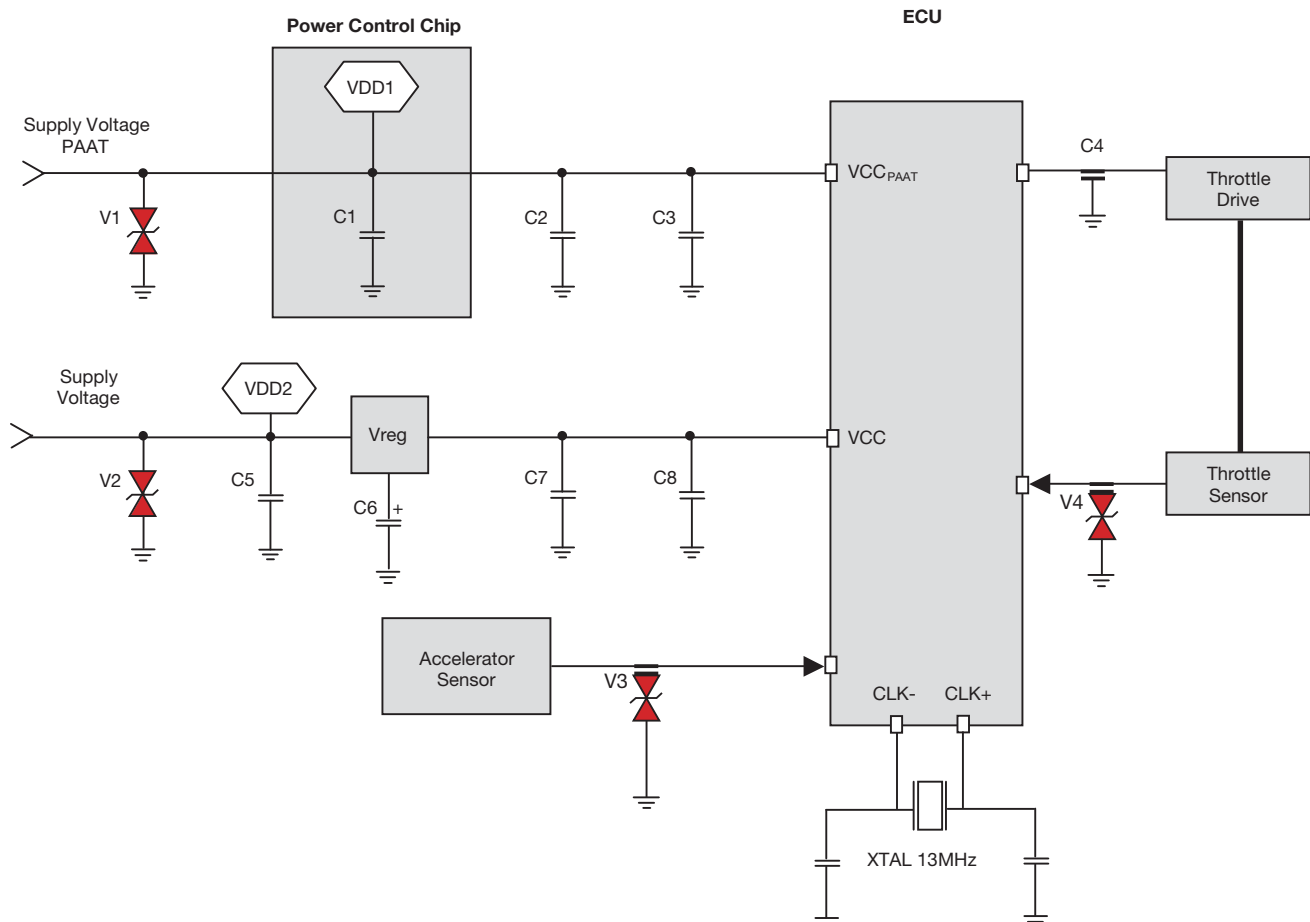 ECU
Power Control Chip
VDD1
Supply Voltage
PAAT
C4
VCCPAAT
Throttle
Drive
V1
C1
C2
C3
Supply
Voltage
VDD2
Vreg
VCC
V2
C5
C6
+
C7
C8
Throttle
Sensor
V4
Accelerator
Sensor
V3
CLK-
CLK+
XTAL 13MHz